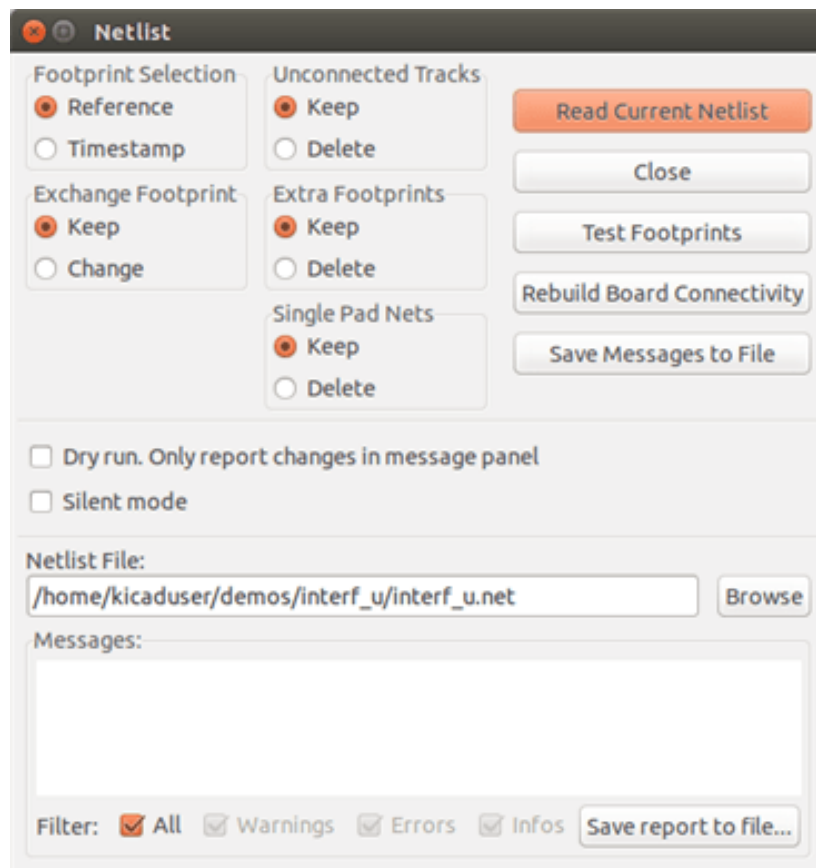 Netlist
Footprint Selection
Reference
Timestamp
Exchange Footprint
Keep
Change
Unconnected Tracks
Keep
Delete
Extra Footprints
Keep
Delete
Single Pad Nets
Keep
Delete
Read Current Netlist
Close
Test Footprints
Rebuild Board Connectivity
Save Messages to File
Dry run. Only report changes in message panel
Silent mode
Netlist File:
/home/kicaduser/demos/interf_u/interf_u.net
Browse
Messages:
Filter: All Warnings Errors Infos Save report to file...